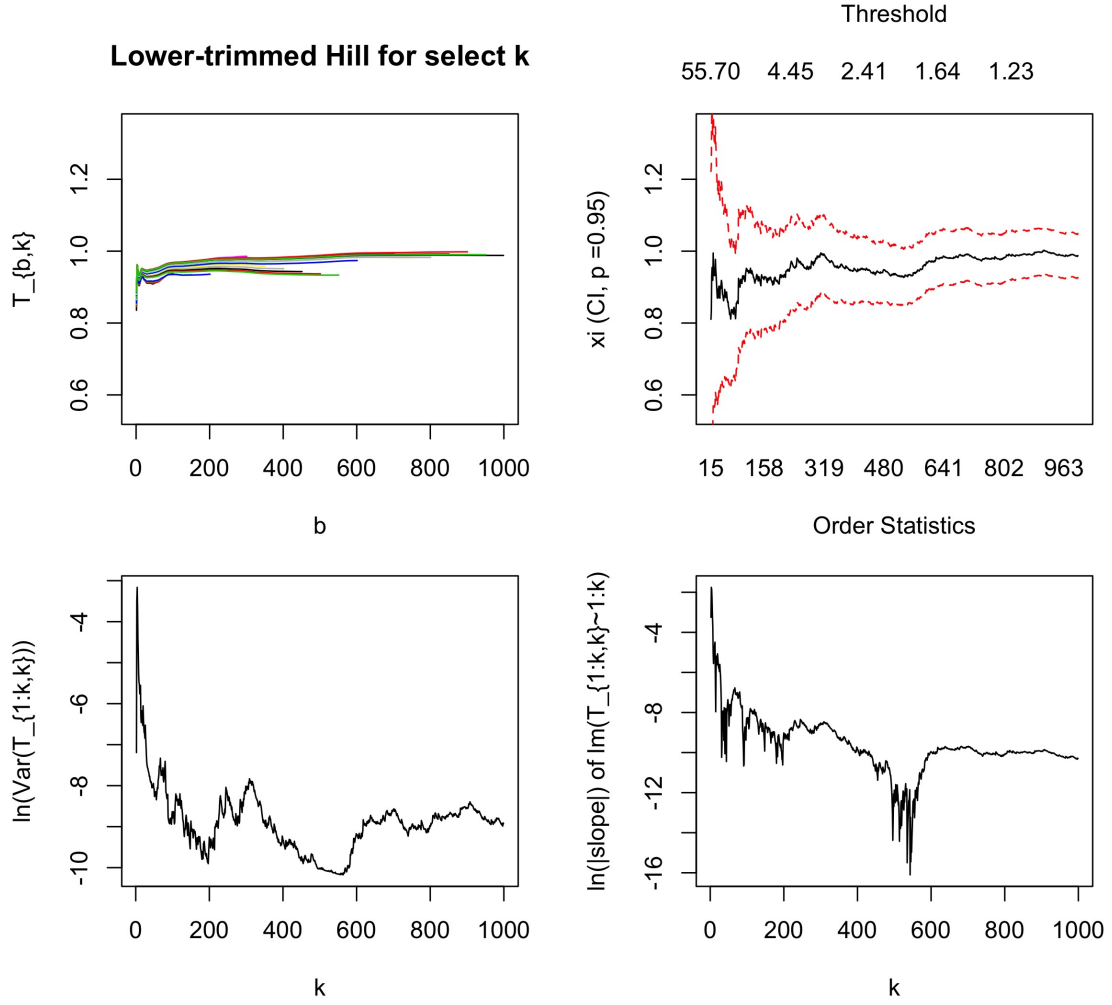 Lower-trimmed Hill for select k
T_{b,k}
0.6 0.8 1.0 1.2
0 200 400 600 800 1000
b
Threshold
55.70 4.45 2.41 1.64 1.23
xi (CI, p =0.95)
0.6 0.8 1.0 1.2
15 158 319 480 641 802 963
Order Statistics
ln(Var(T_{1:k,k}))
-10 -8 -6 -4
0 200 400 600 800 1000
k
ln(|slope|) of lm(T_{1:k,k}~1:k)
-16 -12 -8 -4
0 200 400 600 800 1000
k